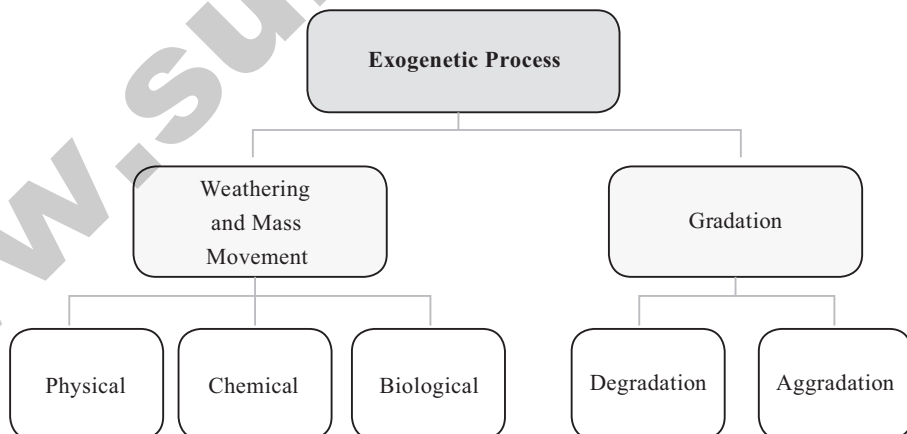 Exogenetic Process
Weathering
and Mass
Movement
Gradation
Physical
Chemical
Biological
Degradation
Aggradation